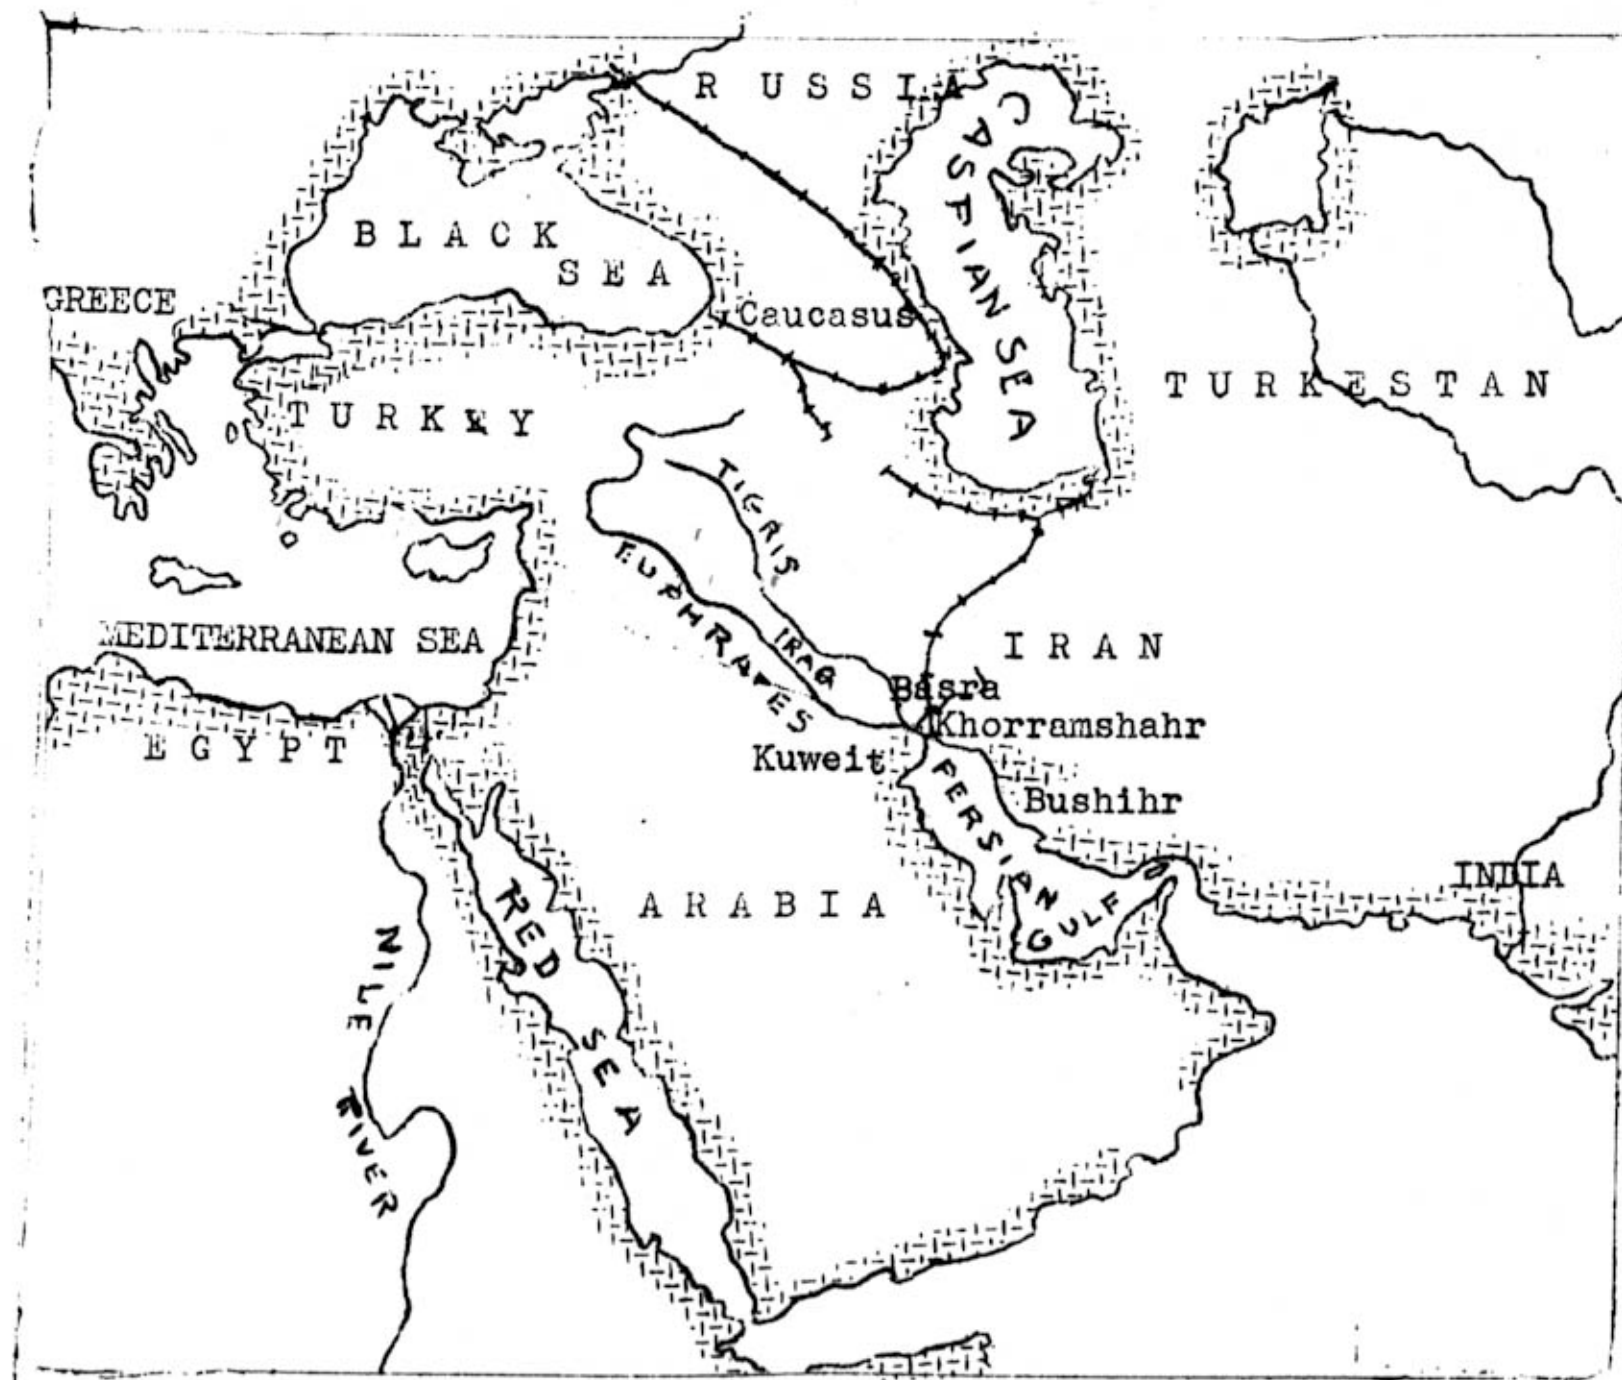 R USSIA
CASPIAN SEA
BLACK
SEA
GREECE
Caucasus
TURKESTAN
TURKEY
TIGRIS
EUPHRATES
MEDITERRANEAN SEA
IRAQ
IRAN
Basra
Khorramshahr
EGYPT
Kuweit
PERSIAN
GULF
Bushihr
INDIA
ARABIA
RED
SEA
NILE
RIVER